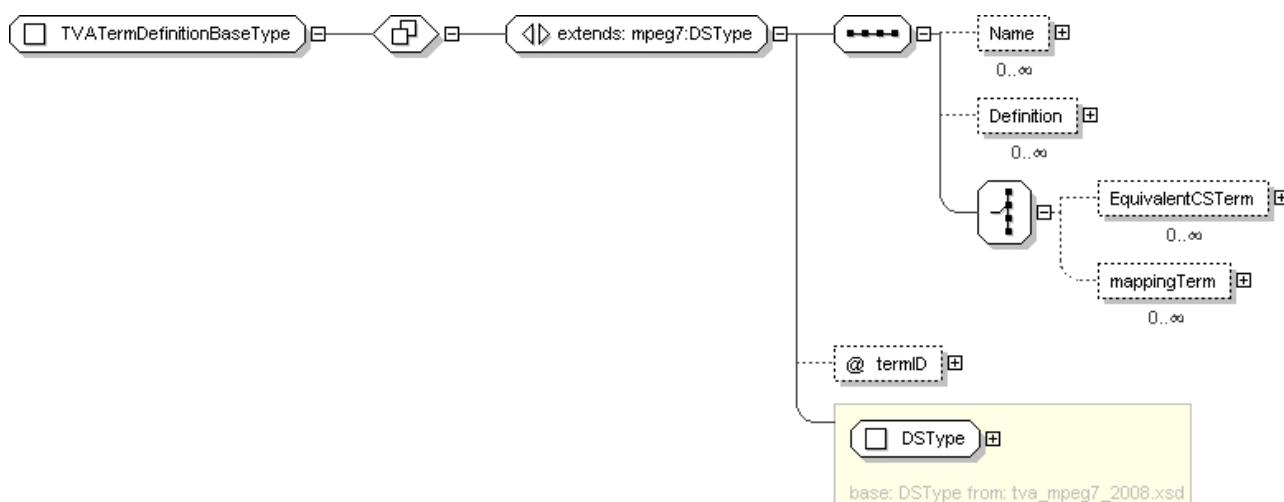 TVATermDefinitionBaseType
extends: mpeg7:DSType
Name
0..∞
Definition
0..∞
EquivalentCSTerm
0..∞
mappingTerm
0..∞
@ termID
DSType
base: DSType from: tva_mpeg7_2008.xsd